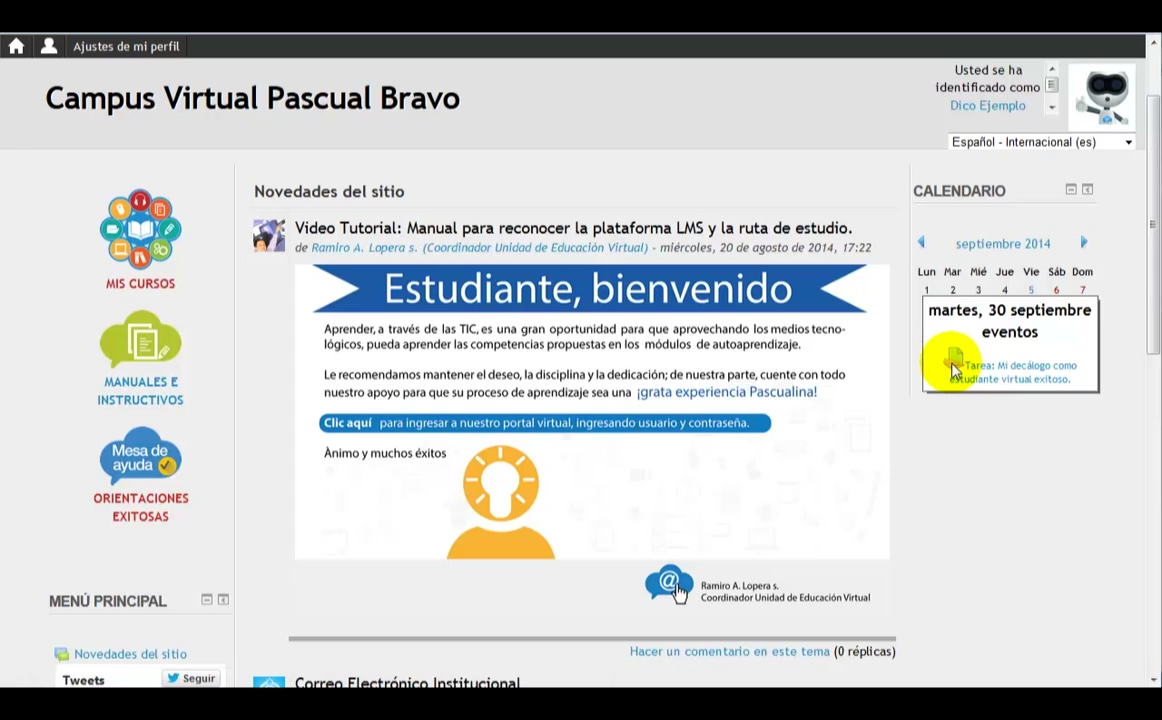 Ajustes de mi perfil
Campus Virtual Pascual Bravo
Usted se ha
identificado como
Dico Ejemplo
Español - Internacional (es)
MIS CURSOS
MANUALES E
INSTRUCTIVOS
Mesa de
ayuda
ORIENTACIONES
EXITOSAS
MENÚ PRINCIPAL
Novedades del sitio
Tweets
Seguir
Novedades del sitio
Video Tutorial: Manual para reconocer la plataforma LMS y la ruta de estudio.
de Ramiro A. Lopera s. (Coordinador Unidad de Educación Virtual) - miércoles, 20 de agosto de 2014, 17:22
Estudiante, bienvenido
Aprender, a través de las TIC, es una gran oportunidad para que aprovechando los medios tecno-
lógicos, pueda aprender las competencias propuestas en los módulos de autoaprendizaje.
Le recomendamos mantener el deseo, la disciplina y la dedicación; de nuestra parte, cuente con todo
nuestro apoyo para que su proceso de aprendizaje sea una ¡grata experiencia Pascualina!
Clic aquí para ingresar a nuestro portal virtual, ingresando usuario y contraseña.
Ànimo y muchos éxitos
@
Ramiro A. Lopera s.
Coordinador Unidad de Educación Virtual
Hacer un comentario en este tema (0 réplicas)
Correo Electrónico Institucional
CALENDARIO
septiembre 2014
Lun Mar Mié Jue Vie Sáb Dom
1 2 3 4 5 6 7
martes, 30 septiembre
eventos
Tarea: Mi decálogo como
estudiante virtual exitoso.